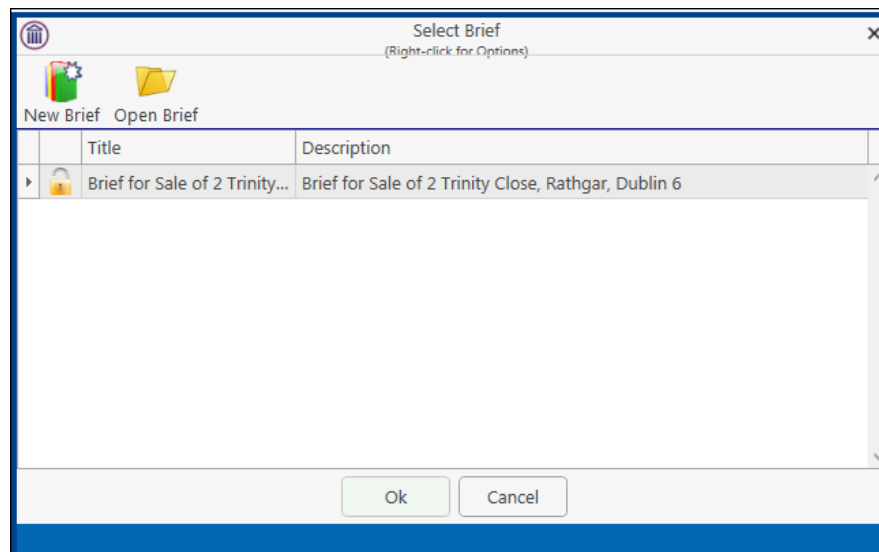 Select Brief
(Right-click for Options)
New Brief Open Brief
Title Description
Brief for Sale of 2 Trinity... Brief for Sale of 2 Trinity Close, Rathgar, Dublin 6
Ok Cancel